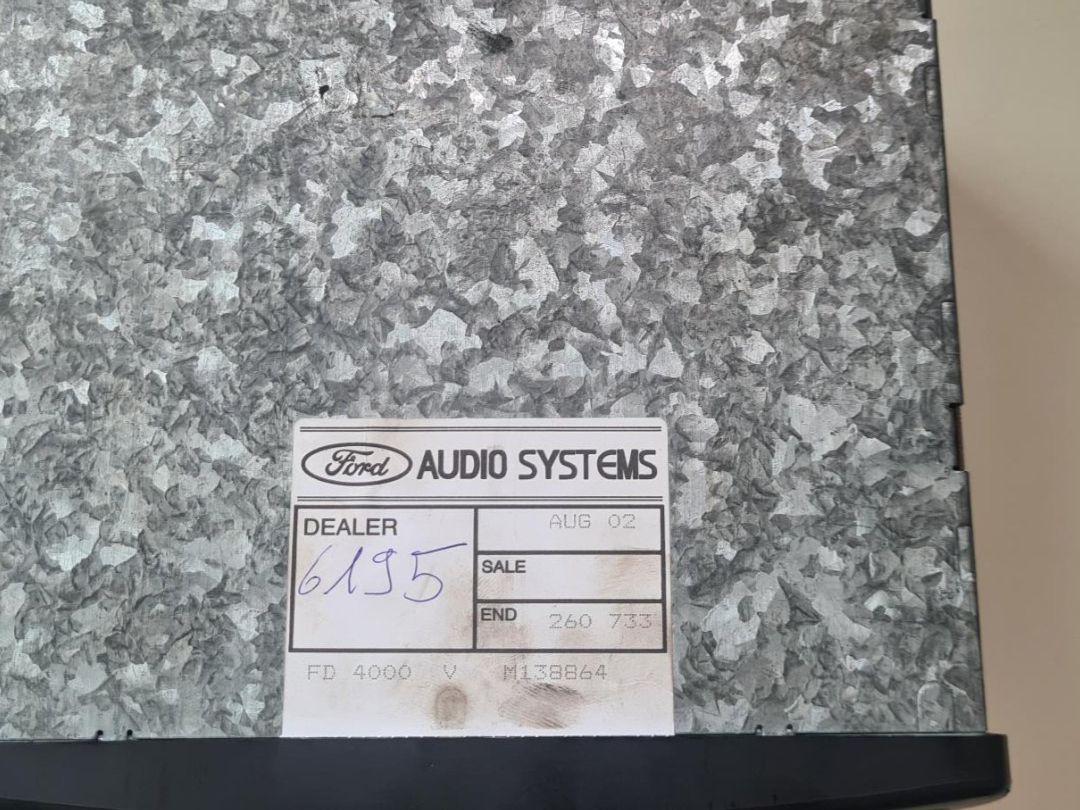 Ford AUDIO SYSTEMS
DEALER
6195
AUG 02
SALE
END 260 733
FD 4000 V M138864